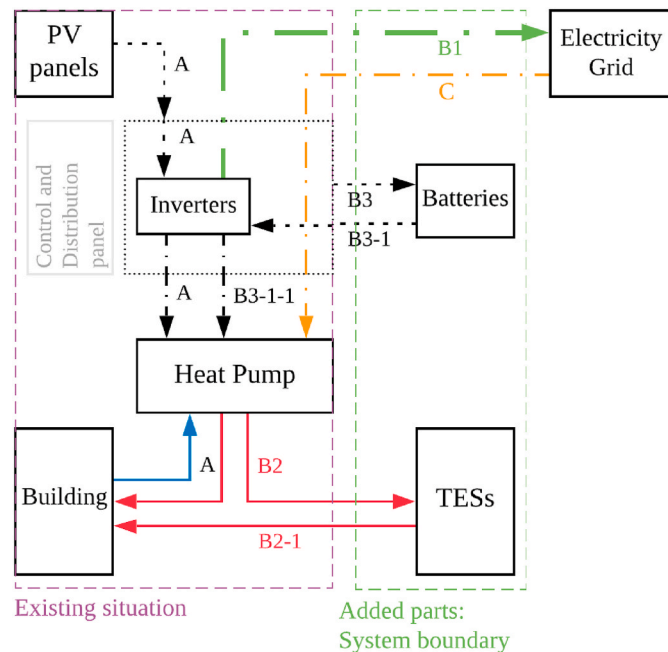 PV
panels
A
B1
Electricity
Grid
C
A
Control and
Distribution
panel
Inverters
B3
Batteries
B3-1
A
B3-1-1
Heat Pump
Building
A
B2
TESs
B2-1
Existing situation
Added parts:
System boundary